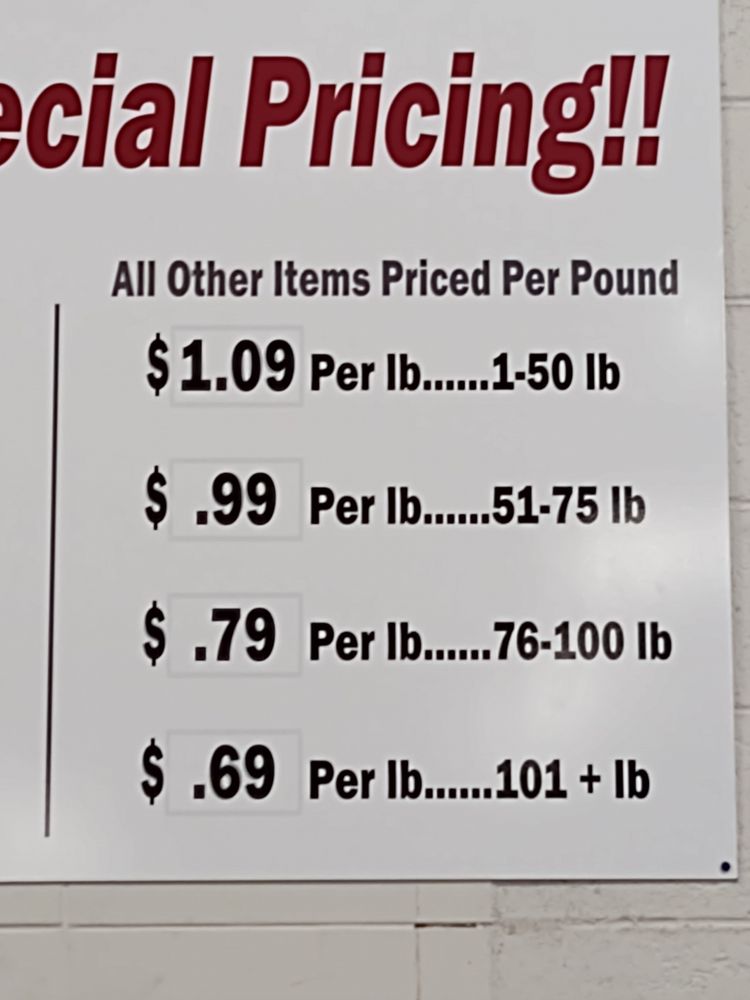 ecial Pricing!!
All Other Items Priced Per Pound
$ 1.09 Per lb......1-50 lb
$ .99 Per lb......51-75 lb
$ .79 Per lb......76-100 lb
$ .69 Per lb......101 + lb